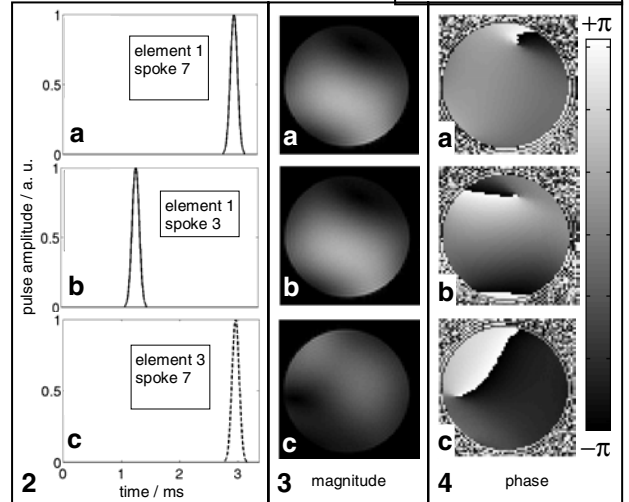 1
element 1
spoke 7
0.5
a
0
1
element 1
spoke 3
0.5
b
0
1
element 3
spoke 7
0.5
c
0
0 1 2 3
pulse amplitude / a. u.
time / ms
2
a
b
c
3 magnitude
a
b
c
4 phase
+π
−π